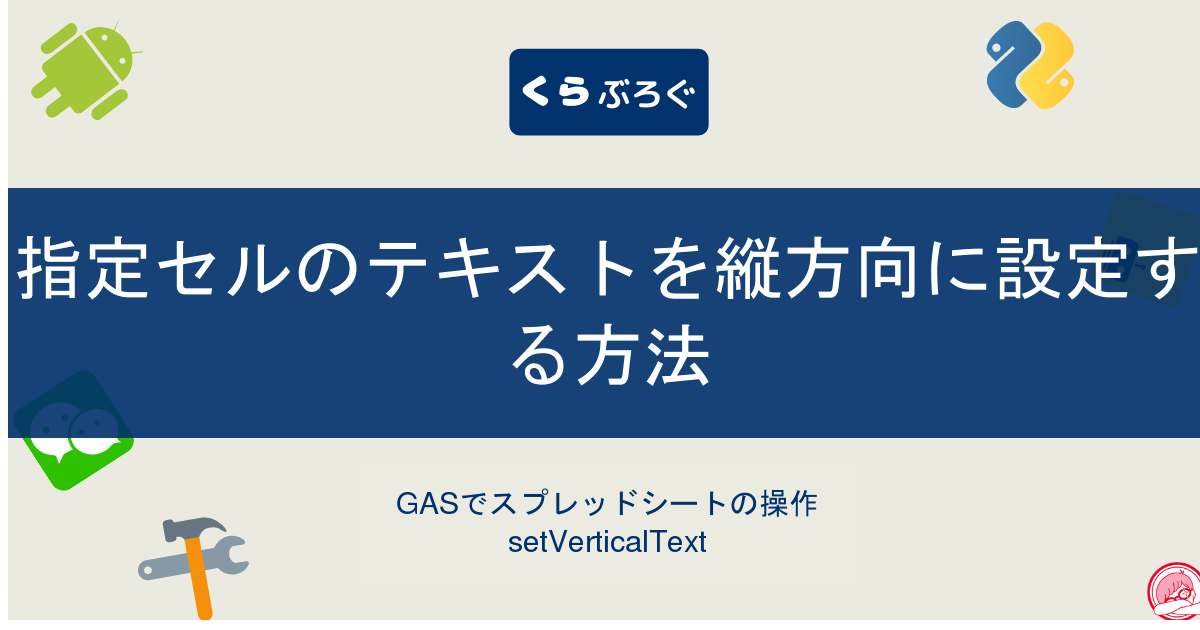 くらぶろぐ
指定セルのテキストを縦方向に設定す
る方法
GASでスプレッドシートの操作
setVerticalText